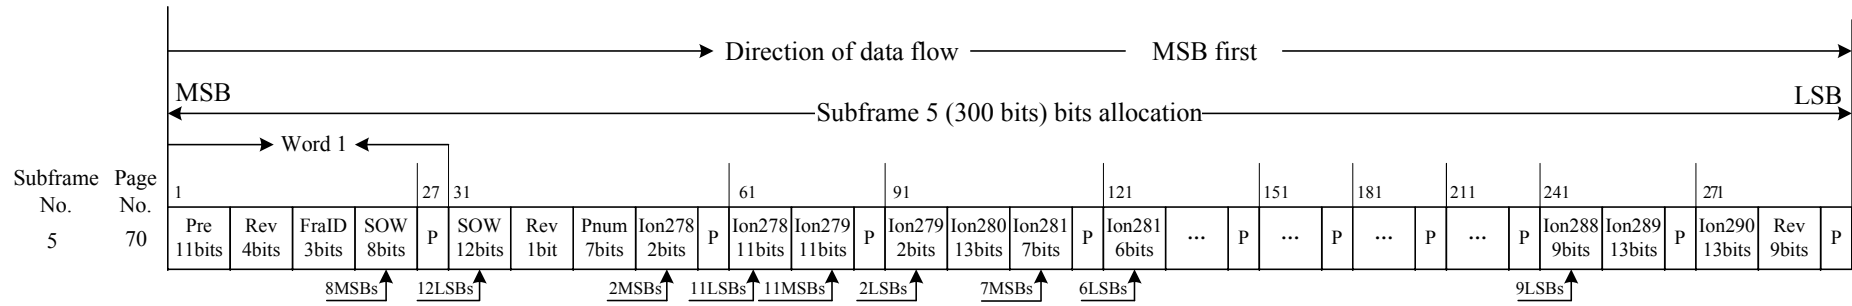 Direction of data flow MSB first
MSB LSB
Subframe 5 (300 bits) bits allocation
Word 1
Subframe No. Page No. 1 27 31 61 91 121 151 181 211 241 271
5 70 Pre 11bits Rev 4bits FraID 3bits SOW 8bits P SOW 12bits Rev 1bit Pnum 7bits Ion278 2bits P Ion278 11bits Ion279 11bits P Ion279 2bits Ion280 13bits Ion281 7bits P Ion281 6bits ... P ... P ... P ... P Ion288 9bits Ion289 13bits P Ion290 13bits Rev 9bits P
8MSBs 12LSBs 2MSBs 11LSBs 11MSBs 2LSBs 7MSBs 6LSBs 9LSBs